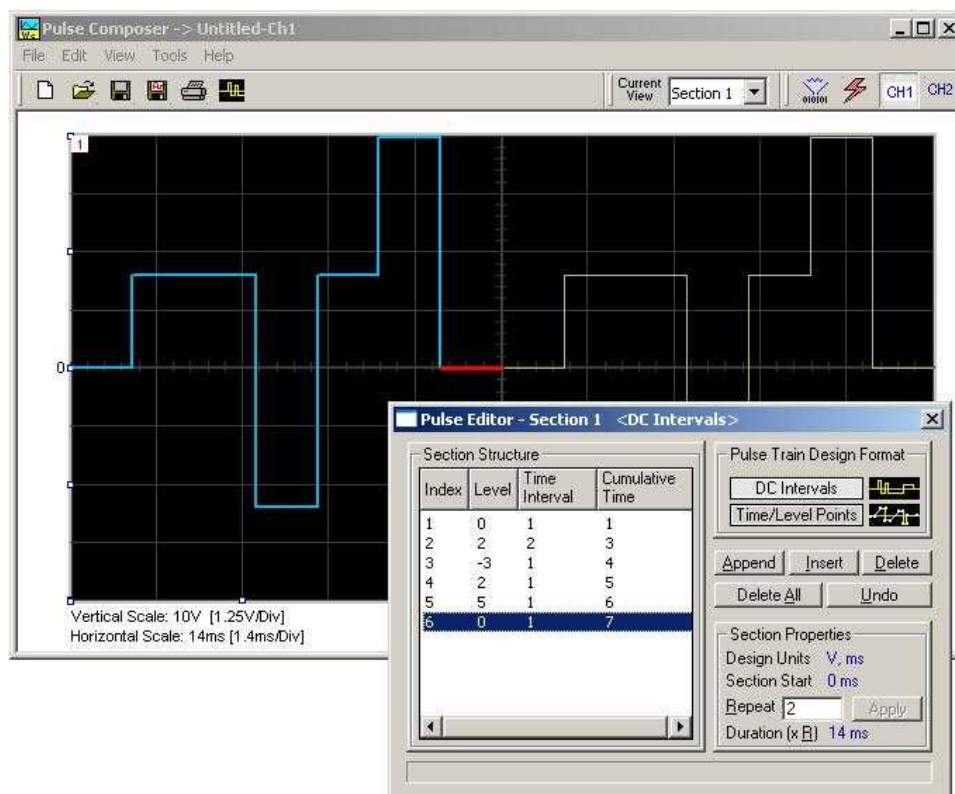 Pulse Composer -> Untitled-Ch1
File Edit View Tools Help
Current View Section 1 CH1 CH2
1
0
Vertical Scale: 10V [1.25V/Div]
Horizontal Scale: 14ms [1.4ms/Div]
Pulse Editor - Section 1 <DC Intervals>
Section Structure
Index Level Time Interval Cumulative Time
1 0 1 1
2 2 2 3
3 -3 1 4
4 2 1 5
5 5 1 6
6 0 1 7
Pulse Train Design Format
DC Intervals
Time/Level Points
Append Insert Delete
Delete All Undo
Section Properties
Design Units V, ms
Section Start 0 ms
Repeat 2 Apply
Duration (x R) 14 ms